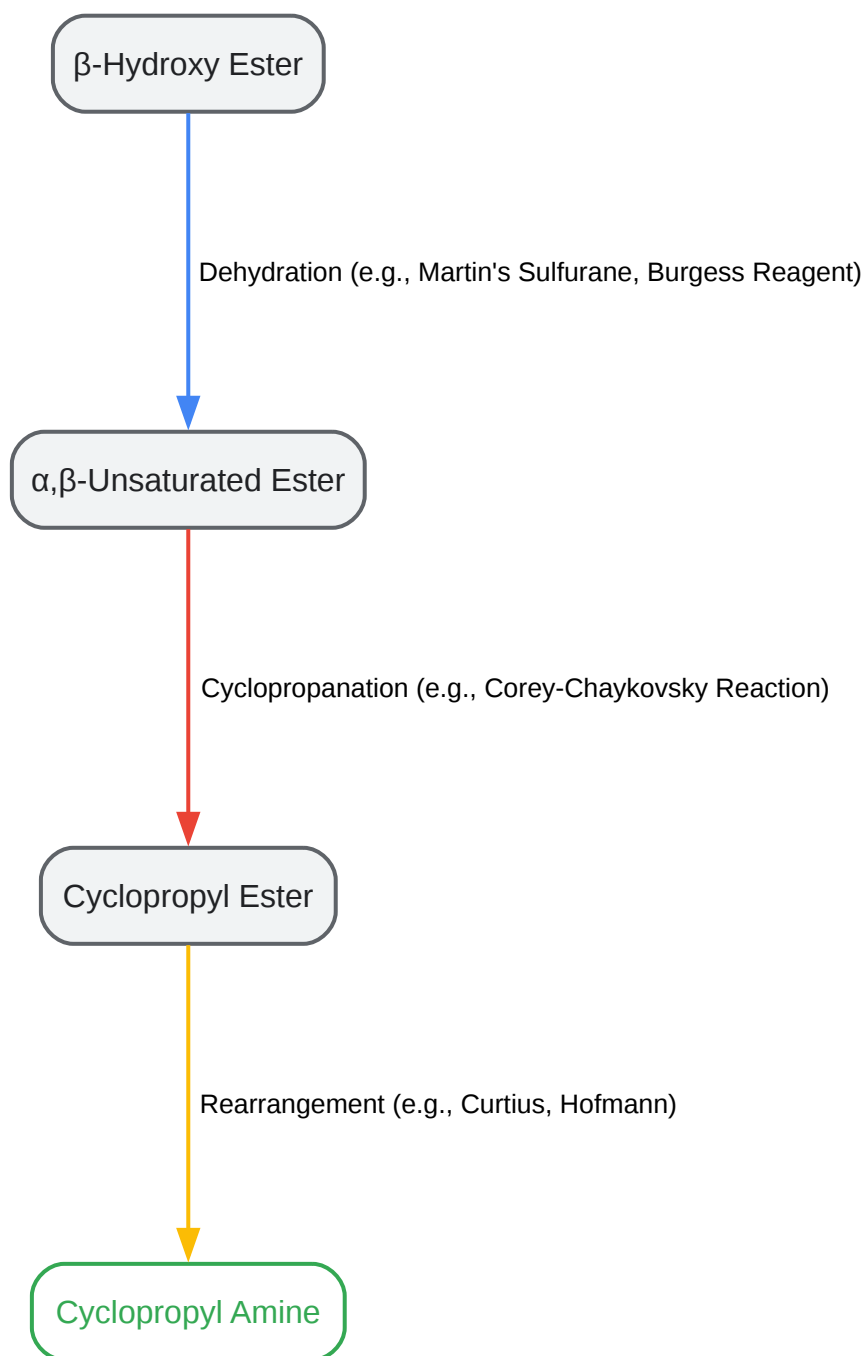 β-Hydroxy Ester
Dehydration (e.g., Martin's Sulfurane, Burgess Reagent)
α,β-Unsaturated Ester
Cyclopropanation (e.g., Corey-Chaykovsky Reaction)
Cyclopropyl Ester
Rearrangement (e.g., Curtius, Hofmann)
Cyclopropyl Amine